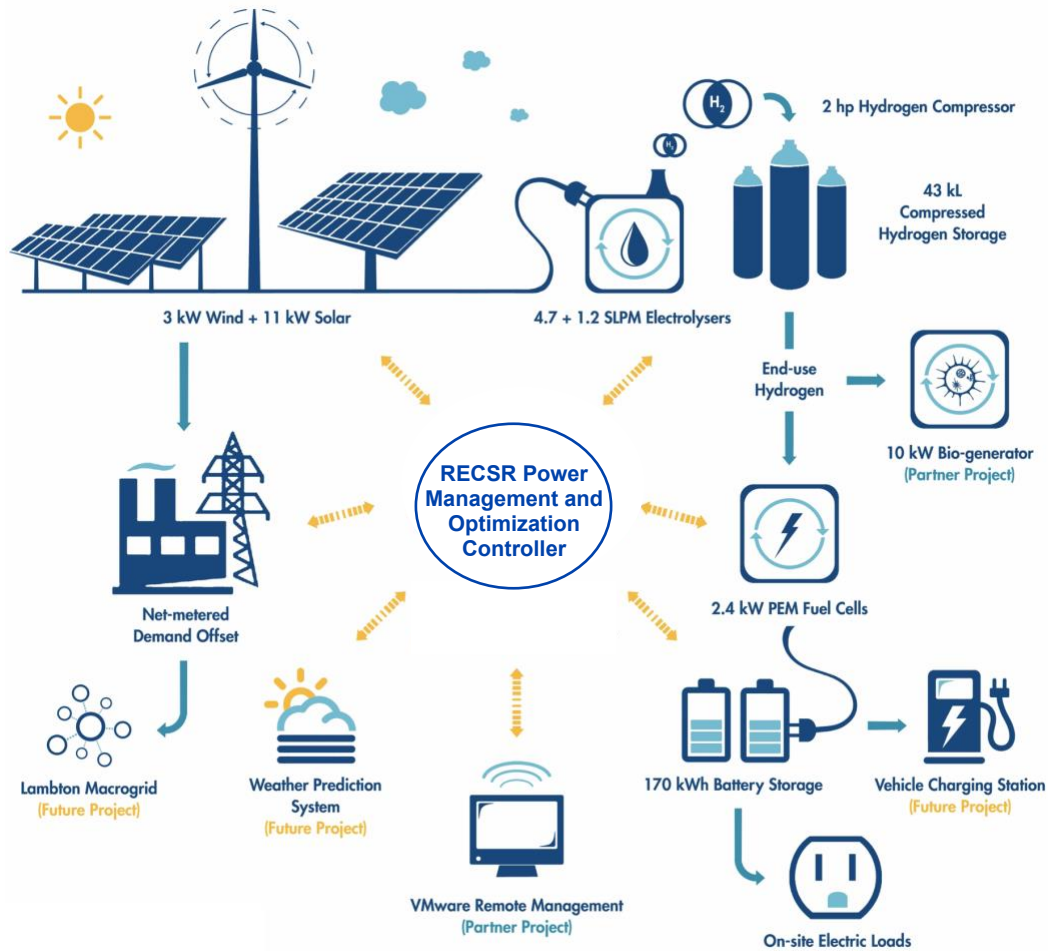 H2
H2
2 hp Hydrogen Compressor
43 kL
Compressed
Hydrogen Storage
3 kW Wind + 11 kW Solar
4.7 + 1.2 SLPM Electrolysers
End-use
Hydrogen
10 kW Bio-generator
(Partner Project)
RECSR Power
Management and
Optimization
Controller
2.4 kW PEM Fuel Cells
Net-metered
Demand Offset
Lambton Macrogrid
(Future Project)
Weather Prediction
System
(Future Project)
170 kWh Battery Storage
Vehicle Charging Station
(Future Project)
VMware Remote Management
(Partner Project)
On-site Electric Loads